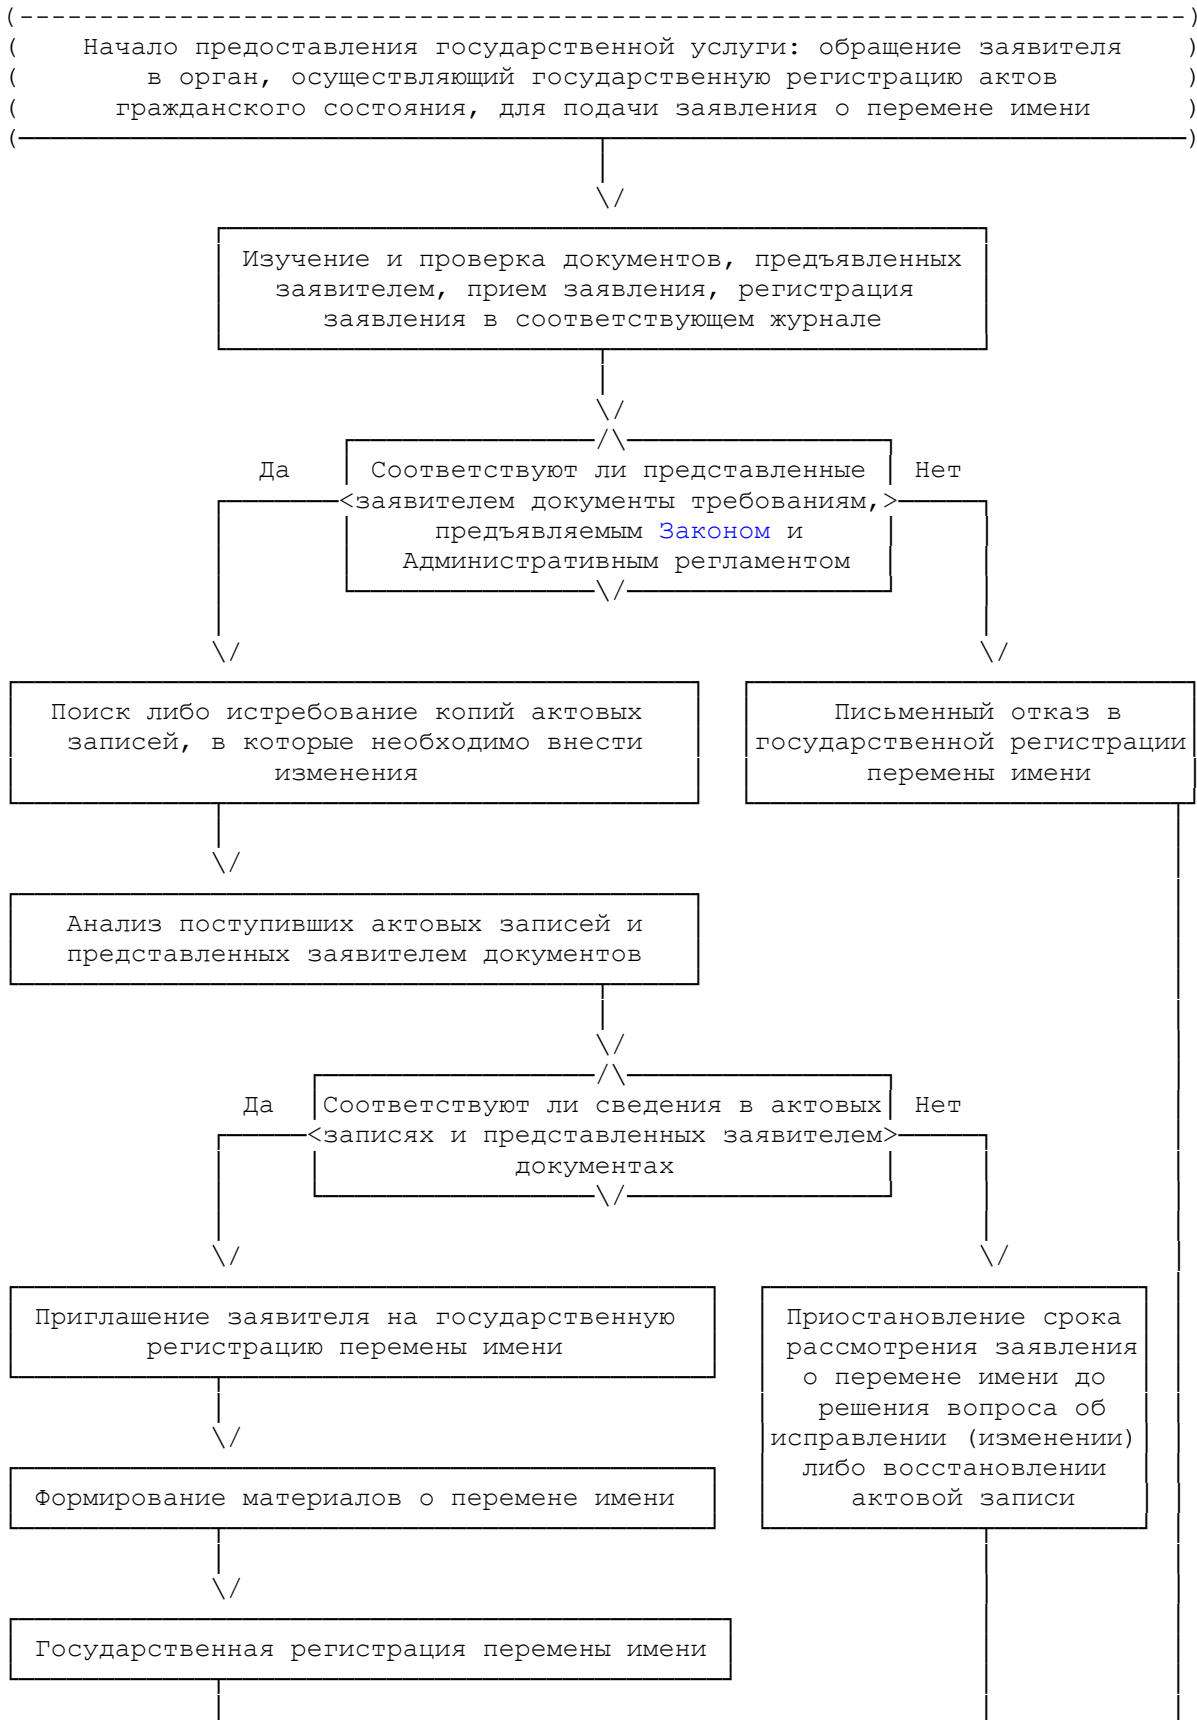 Начало предоставления государственной услуги: обращение заявителя
в орган, осуществляющий государственную регистрацию актов
гражданского состояния, для подачи заявления о перемене имени
Изучение и проверка документов, предъявленных
заявителем, прием заявления, регистрация
заявления в соответствующем журнале
Да
Соответствуют ли представленные
заявителем документы требованиям,
предъявляемым Законом и
Административным регламентом
Нет
Поиск либо истребование копий актовых
записей, в которые необходимо внести
изменения
Письменный отказ в
государственной регистрации
перемены имени
Анализ поступивших актовых записей и
представленных заявителем документов
Да
Соответствуют ли сведения в актовых
записях и представленных заявителем
документах
Нет
Приглашение заявителя на государственную
регистрацию перемены имени
Приостановление срока
рассмотрения заявления
о перемене имени до
решения вопроса об
исправлении (изменении)
либо восстановлении
актовой записи
Формирование материалов о перемене имени
Государственная регистрация перемены имени